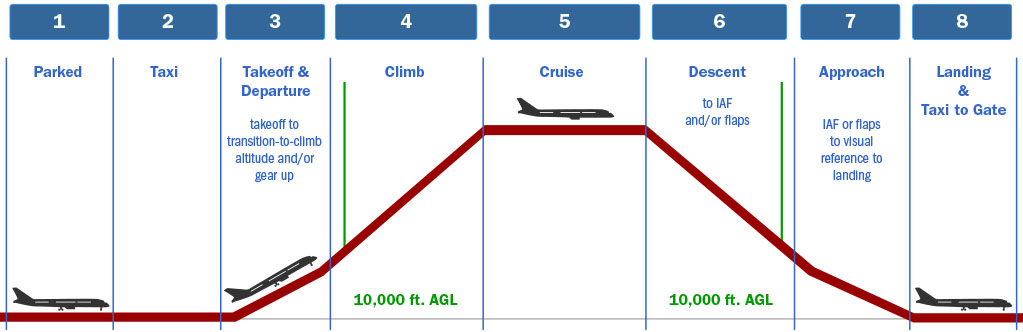 1
2
3
4
5
6
7
8
Parked
Taxi
Takeoff &
Departure
takeoff to
transition-to-climb
altitude and/or
gear up
Climb
Cruise
Descent
to IAF
and/or flaps
Approach
IAF or flaps
to visual
reference to
landing
Landing
&
Taxi to Gate
10,000 ft. AGL
10,000 ft. AGL